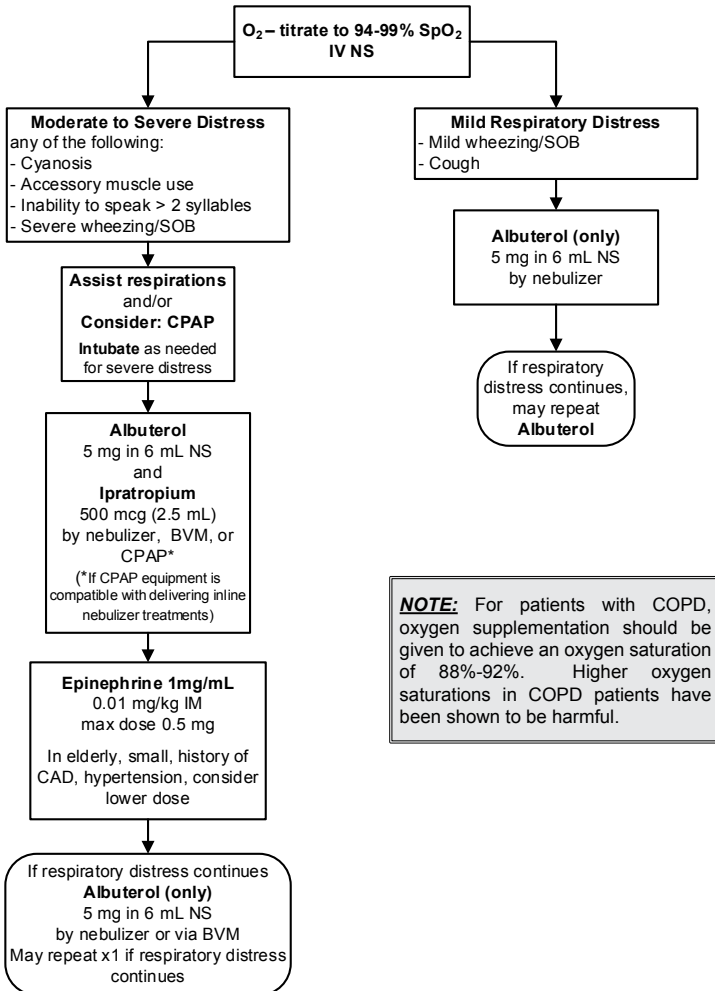 O₂ – titrate to 94-99% SpO₂
IV NS
Moderate to Severe Distress
any of the following:
- Cyanosis
- Accessory muscle use
- Inability to speak > 2 syllables
- Severe wheezing/SOB
Assist respirations
and/or
Consider: CPAP
Intubate as needed
for severe distress
Albuterol
5 mg in 6 mL NS
and
Ipratropium
500 mcg (2.5 mL)
by nebulizer, BVM, or
CPAP*
(*If CPAP equipment is
compatible with delivering inline
nebulizer treatments)
Epinephrine 1mg/mL
0.01 mg/kg IM
max dose 0.5 mg
In elderly, small, history of
CAD, hypertension, consider
lower dose
If respiratory distress continues
Albuterol (only)
5 mg in 6 mL NS
by nebulizer or via BVM
May repeat x1 if respiratory distress
continues
Mild Respiratory Distress
- Mild wheezing/SOB
- Cough
Albuterol (only)
5 mg in 6 mL NS
by nebulizer
If respiratory
distress continues,
may repeat
Albuterol
NOTE: For patients with COPD,
oxygen supplementation should be
given to achieve an oxygen saturation
of 88%-92%. Higher oxygen
saturations in COPD patients have
been shown to be harmful.